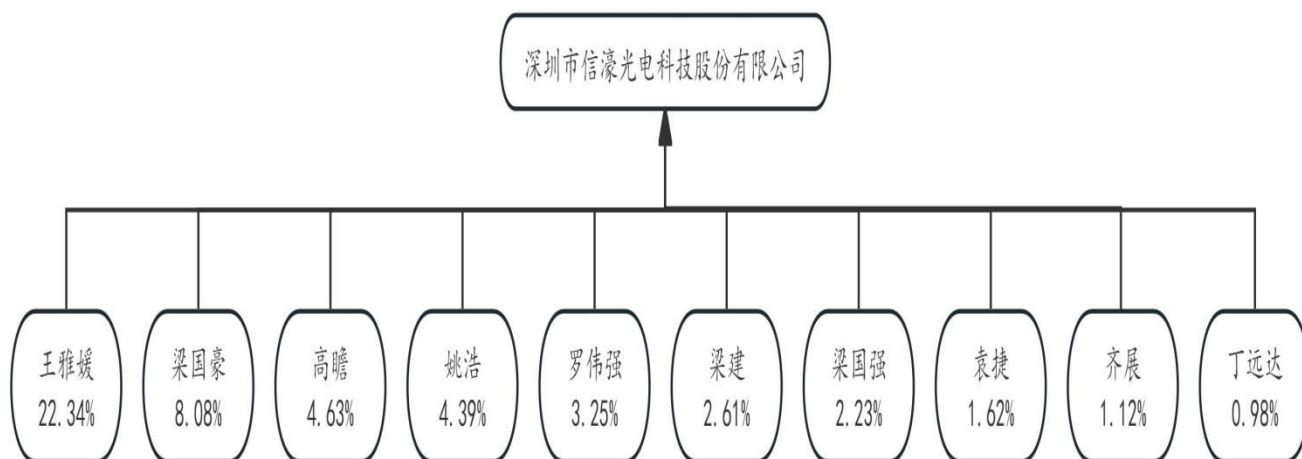 深圳市信濠光电科技股份有限公司
王雅媛
22.34%
梁国豪
8.08%
高瞻
4.63%
姚浩
4.39%
罗伟强
3.25%
梁建
2.61%
梁国强
2.23%
袁捷
1.62%
齐展
1.12%
丁远达
0.98%